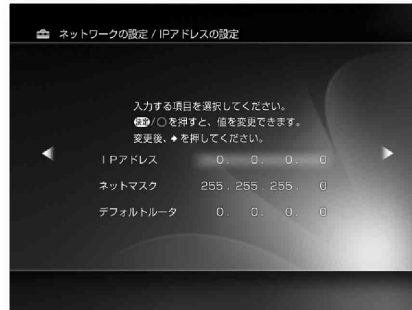 ネットワークの設定 / IPアドレスの設定
入力する項目を選択してください。
決定/○を押すと、値を変更できます。
変更後、➧を押してください。
IPアドレス 0. 0. 0. 0
ネットマスク 255. 255. 255. 0
デフォルトルータ 0. 0. 0. 0